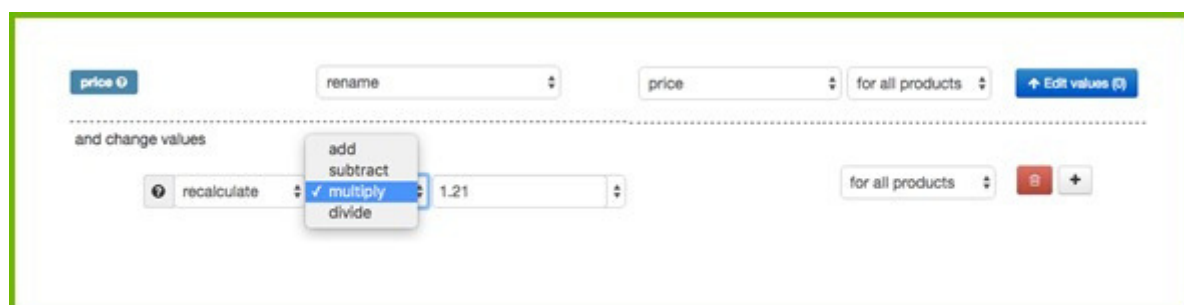 price
rename
price
for all products
Edit values (0)
and change values
add
subtract
recalculate
✓ multiply
1.21
for all products
divide